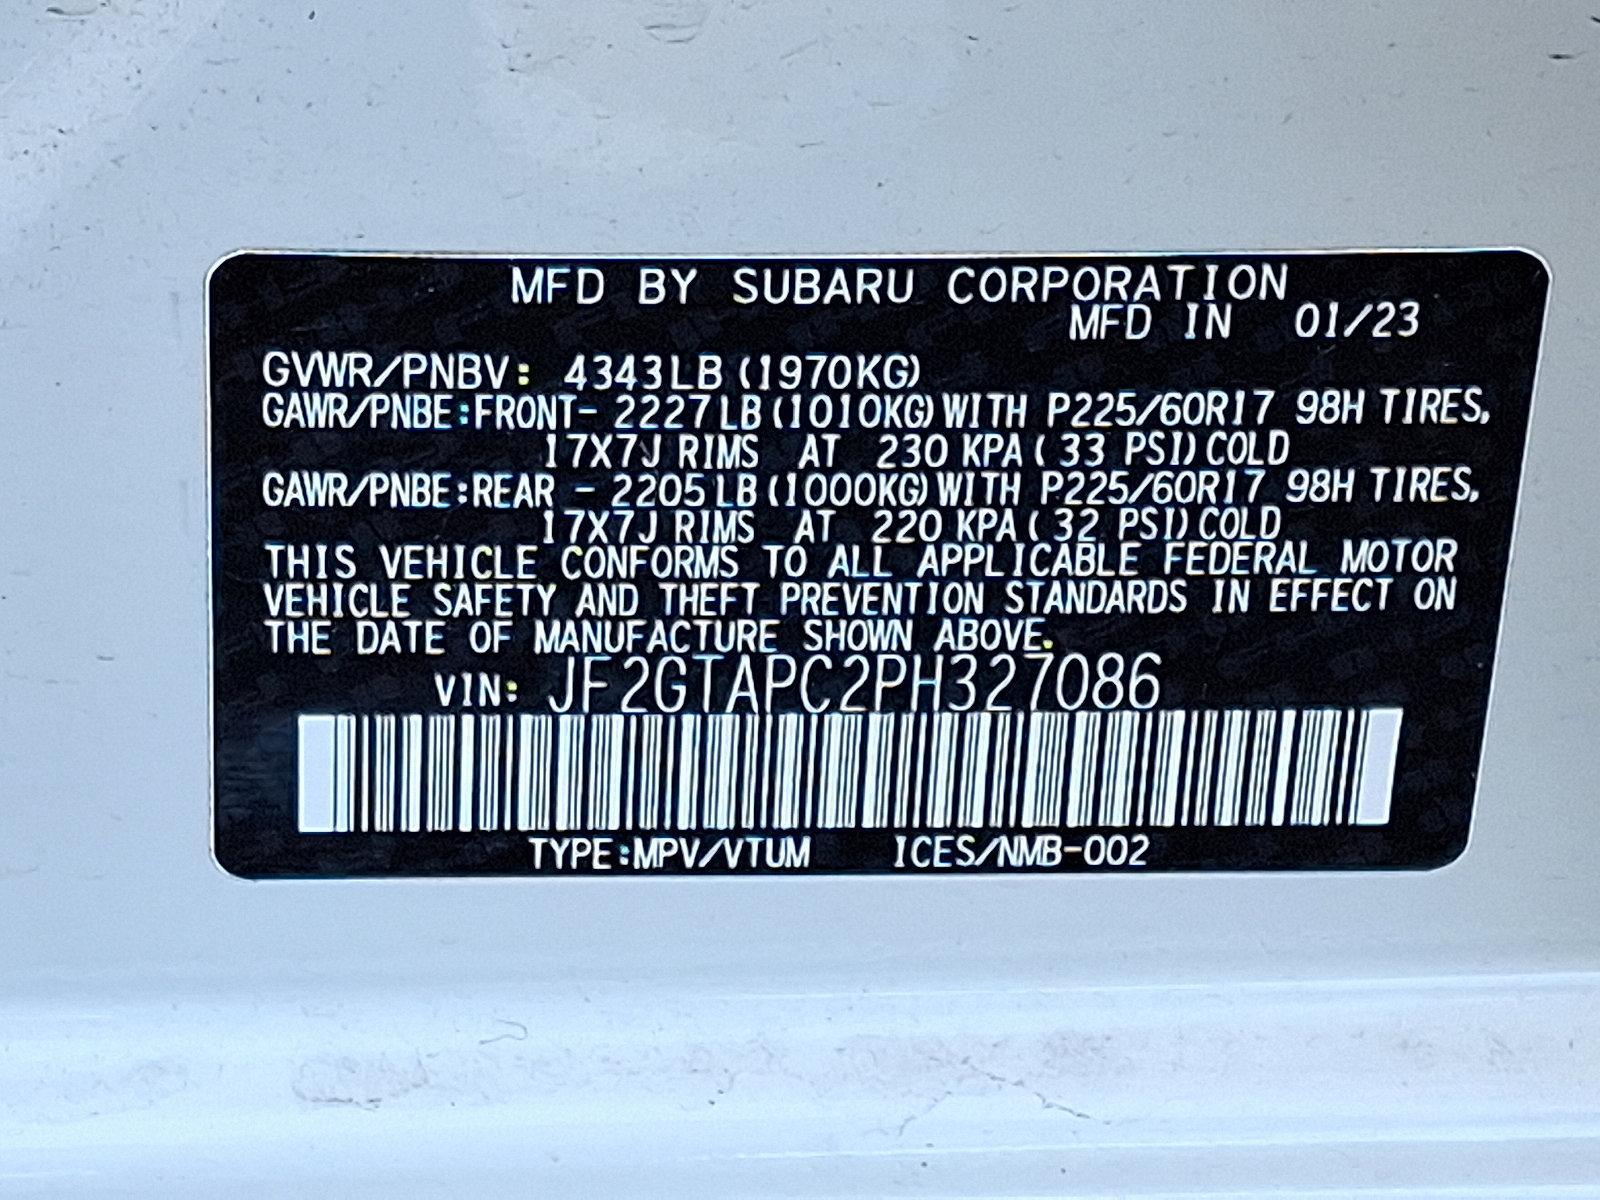 MFD BY SUBARU CORPORATION
MFD IN 01/23
GVWR/PNBV: 4343LB(1970KG)
GAWR/PNBE:FRONT- 2227LB(1010KG)WITH P225/60R17 98H TIRES,
17X7J RIMS AT 230 KPA(33 PSI)COLD
GAWR/PNBE:REAR - 2205LB(1000KG)WITH P225/60R17 98H TIRES,
17X7J RIMS AT 220 KPA(32 PSI)COLD
THIS VEHICLE CONFORMS TO ALL APPLICABLE FEDERAL MOTOR
VEHICLE SAFETY AND THEFT PREVENTION STANDARDS IN EFFECT ON
THE DATE OF MANUFACTURE SHOWN ABOVE.
VIN: JF2GTAPC2PH327086
TYPE:MPV/VTUM ICES/NMB-002